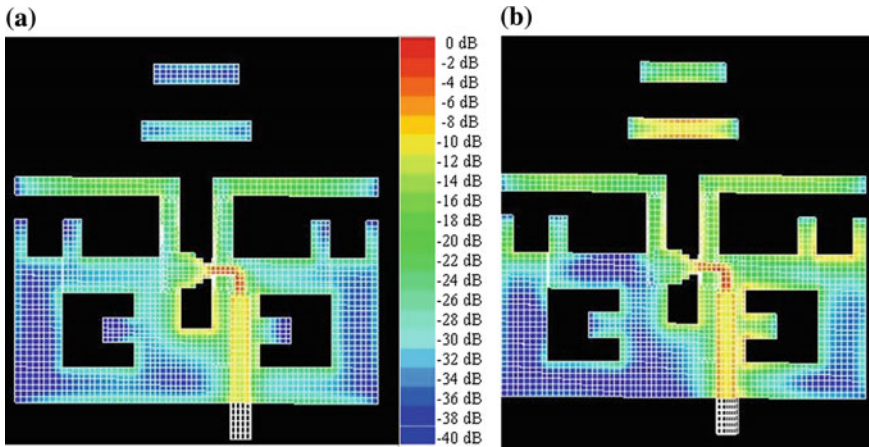 (a)
(b)
0 dB
-2 dB
-4 dB
-6 dB
-8 dB
-10 dB
-12 dB
-14 dB
-16 dB
-18 dB
-20 dB
-22 dB
-24 dB
-26 dB
-28 dB
-30 dB
-32 dB
-34 dB
-36 dB
-38 dB
-40 dB